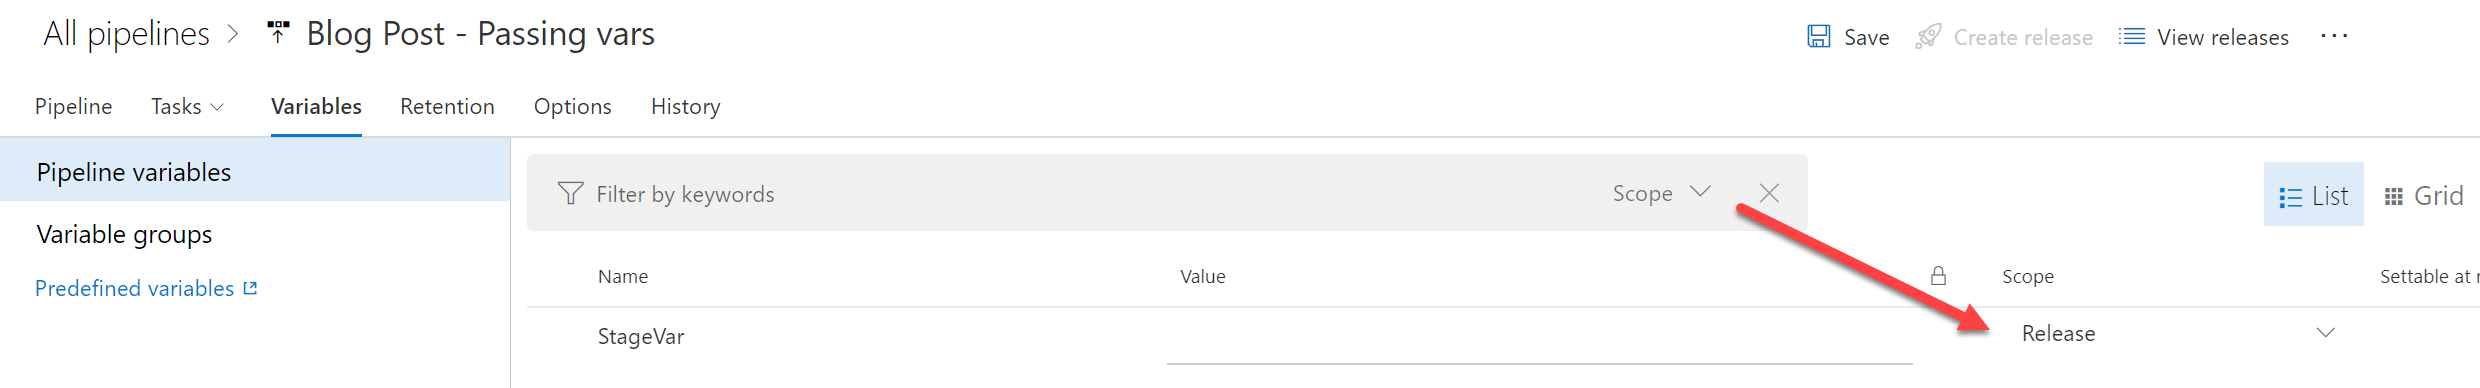 All pipelines > Blog Post - Passing vars
Save Create release View releases ...
Pipeline Tasks Variables Retention Options History
Pipeline variables
Variable groups
Predefined variables
Filter by keywords Scope
List Grid
Name Value Scope Settable at
StageVar Release